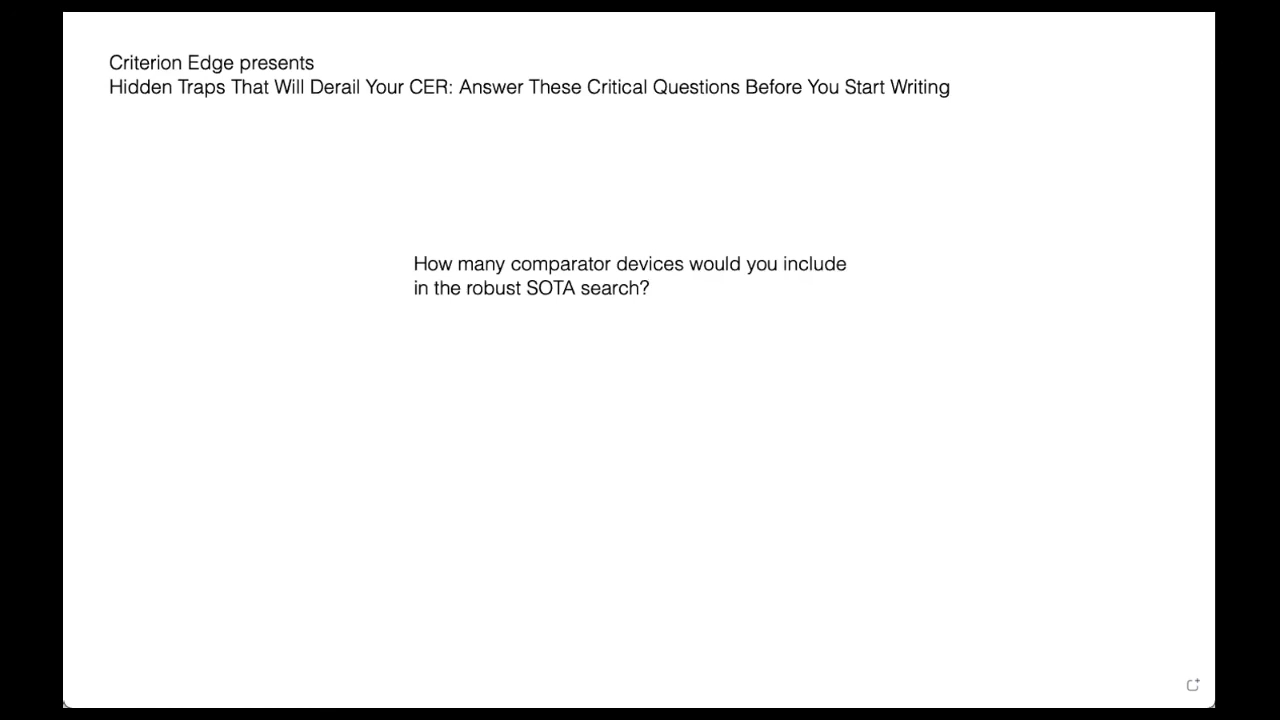 Criterion Edge presents
Hidden Traps That Will Derail Your CER: Answer These Critical Questions Before You Start Writing
How many comparator devices would you include
in the robust SOTA search?